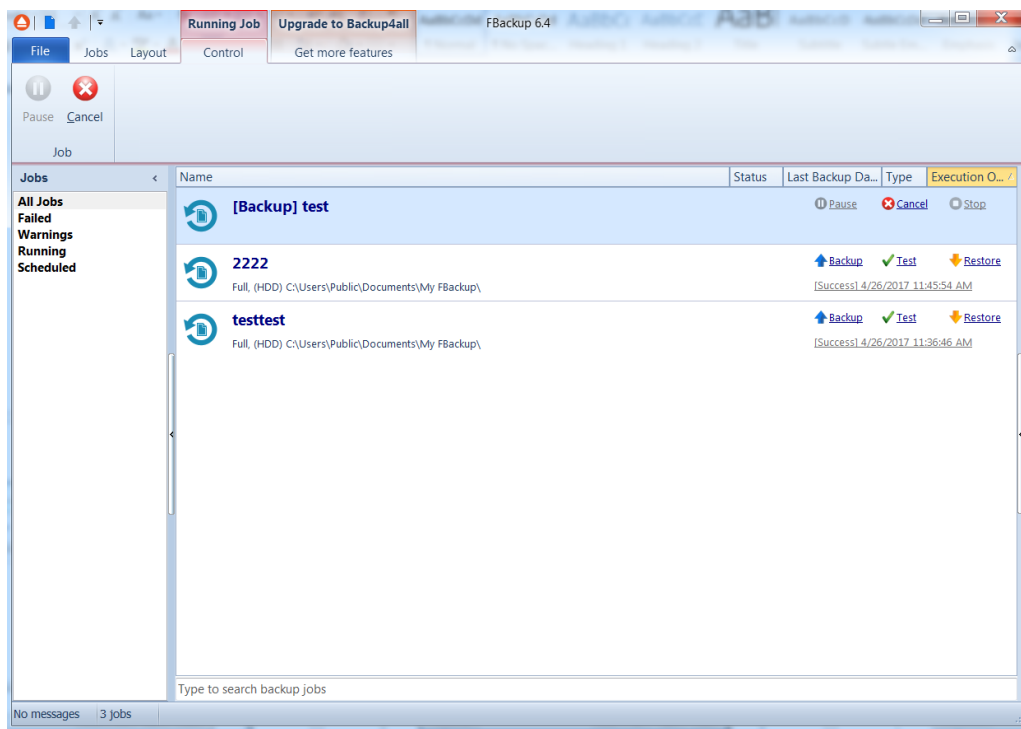 Running Job Upgrade to Backup4all FBackup 6.4
File Jobs Layout Control Get more features
Pause Cancel
Job
Jobs
All Jobs
Failed
Warnings
Running
Scheduled
Name Status Last Backup Da... Type Execution O...
[Backup] test Pause Cancel Stop
2222 Backup Test Restore
Full, (HDD) C:\Users\Public\Documents\My FBackup\ [Success] 4/26/2017 11:45:54 AM
testtest Backup Test Restore
Full, (HDD) C:\Users\Public\Documents\My FBackup\ [Success] 4/26/2017 11:36:46 AM
Type to search backup jobs
No messages 3 jobs